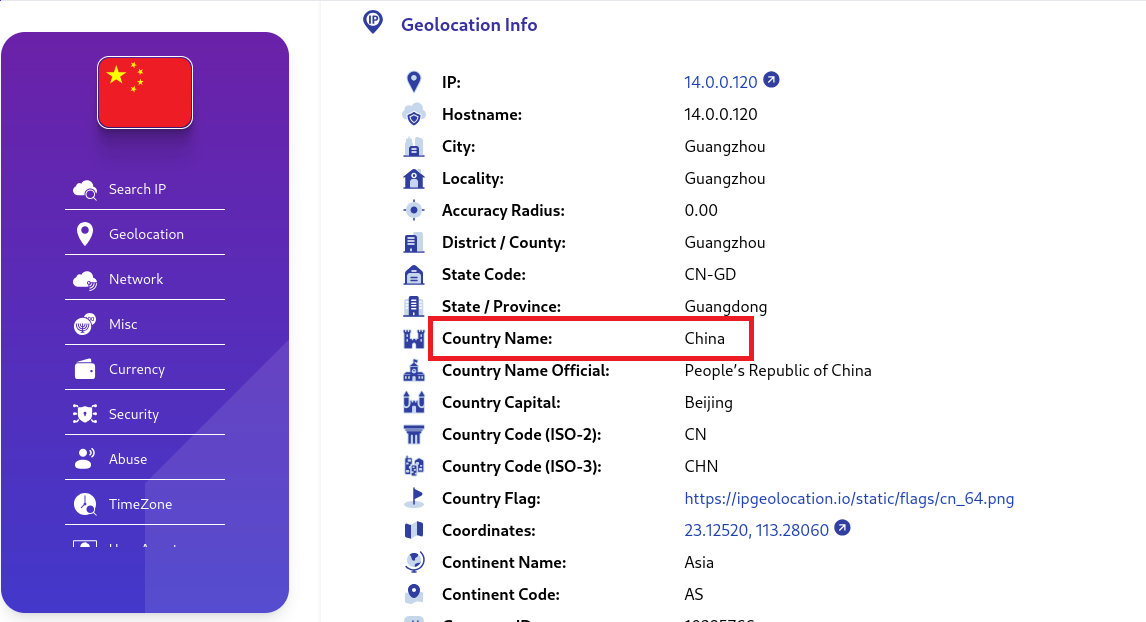 IP
Geolocation Info
Search IP
Geolocation
Network
Misc
Currency
Security
Abuse
TimeZone
IP: 14.0.0.120
Hostname: 14.0.0.120
City: Guangzhou
Locality: Guangzhou
Accuracy Radius: 0.00
District / County: Guangzhou
State Code: CN-GD
State / Province: Guangdong
Country Name: China
Country Name Official: People’s Republic of China
Country Capital: Beijing
Country Code (ISO-2): CN
Country Code (ISO-3): CHN
Country Flag: https://ipgeolocation.io/static/flags/cn_64.png
Coordinates: 23.12520, 113.28060
Continent Name: Asia
Continent Code: AS